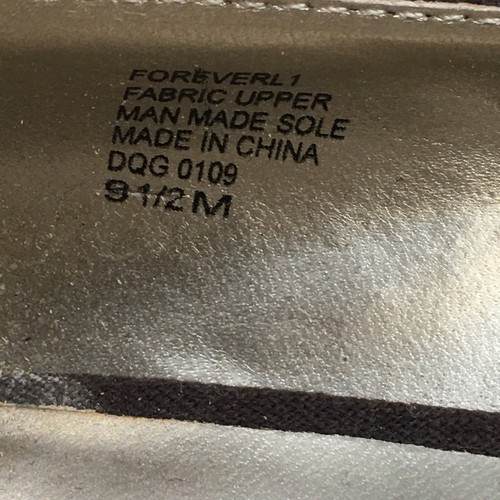 FOREVERL1
FABRIC UPPER
MAN MADE SOLE
MADE IN CHINA
DQG 0109
9 1/2 M